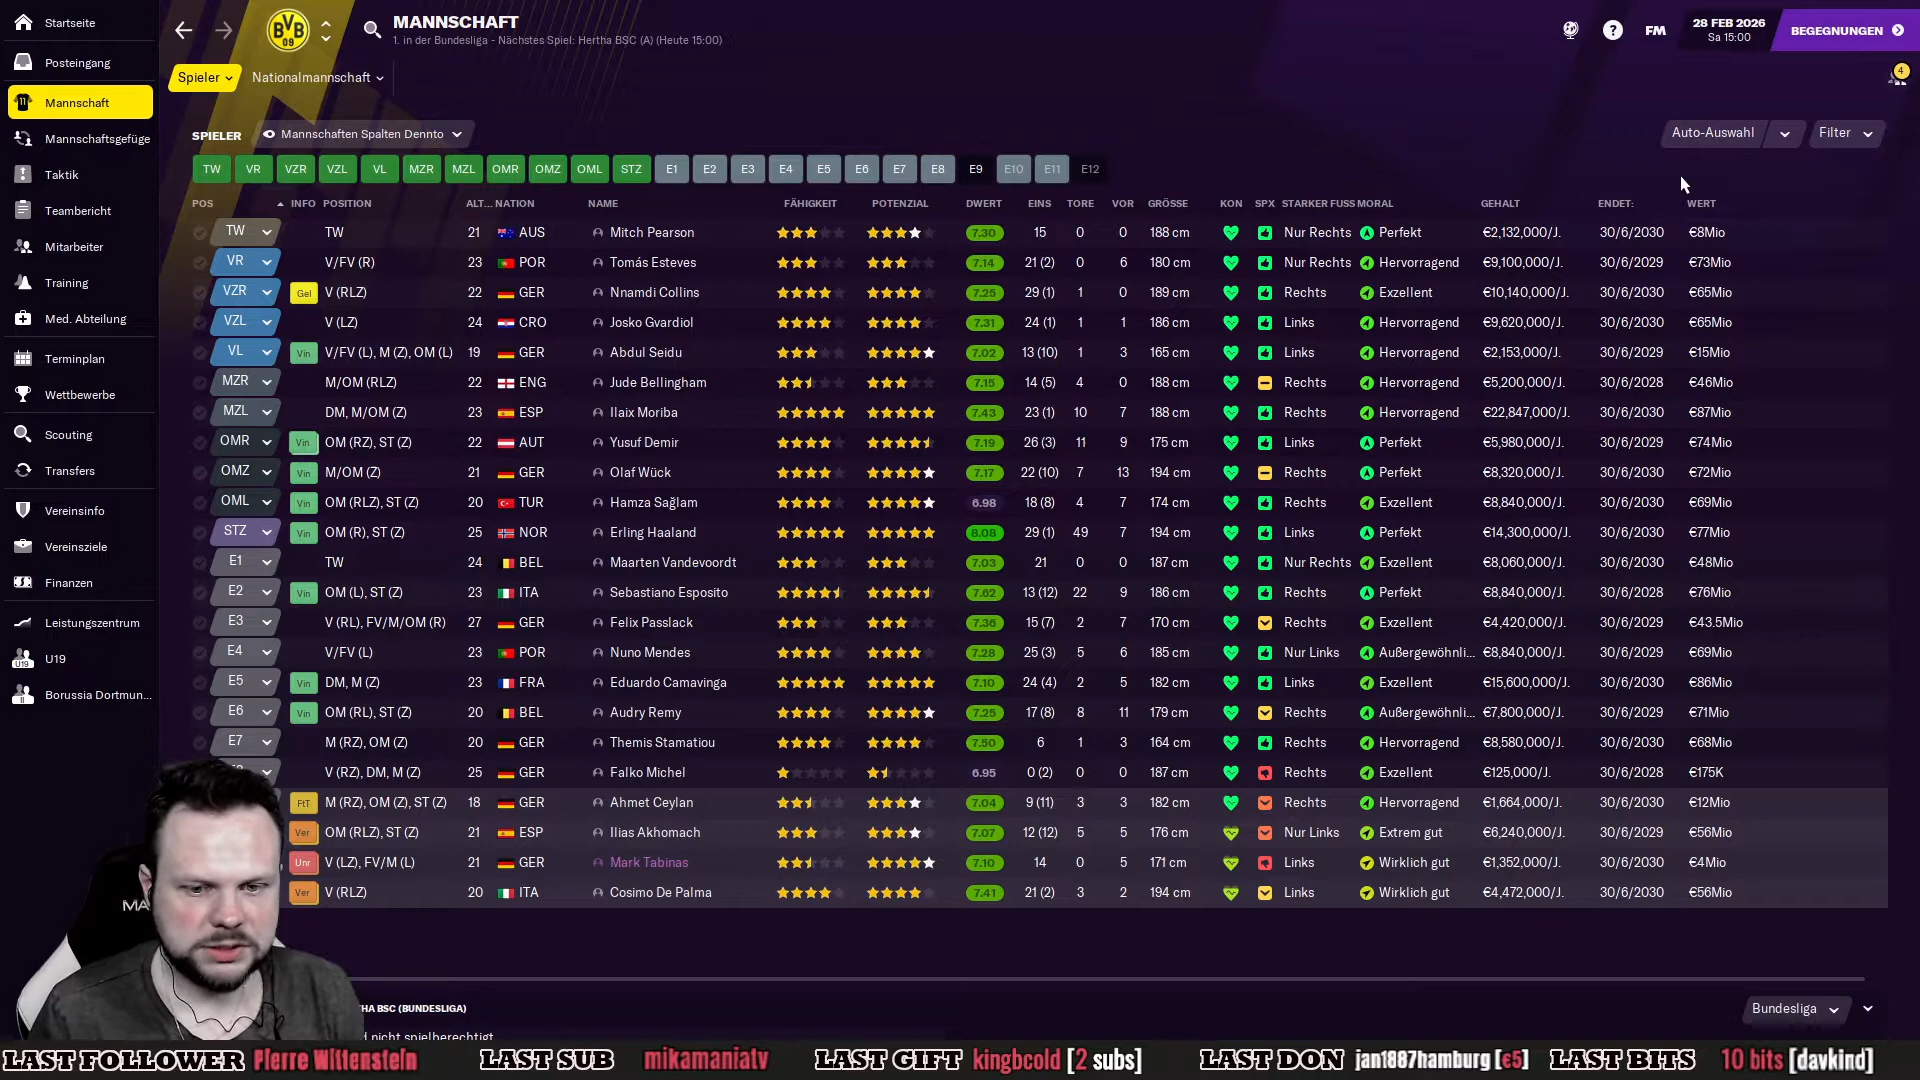 Startseite
Posteingang
Mannschaft
Mannschaftsgefüge
Taktik
Teambericht
Mitarbeiter
Training
Med. Abteilung
Terminplan
Wettbewerbe
Scouting
Transfers
Vereinsinfo
Vereinsziele
Finanzen
Leistungszentrum
U19
Borussia Dortmun...
BVB 09
MANNSCHAFT
1. in der Bundesliga - Nächstes Spiel: Hertha BSC (A) (Heute 15:00)
FM
28 FEB 2026
Sa 15:00
BEGEGNUNGEN
Spieler
Nationalmannschaft
4
SPIELER
Mannschaften Spalten Dennto
Auto-Auswahl
Filter
TW VR VZR VZL VL MZR MZL OMR OMZ OML STZ E1 E2 E3 E4 E5 E6 E7 E8 E9 E10 E11 E12
POS INFO POSITION ALT... NATION NAME FÄHIGKEIT POTENZIAL DWERT EINS TORE VOR GRÖSSE KON SPX STARKER FUSS MORAL GEHALT ENDET: WERT
TW TW 21 AUS Mitch Pearson 7.30 15 0 0 188 cm Nur Rechts Perfekt €2,132,000/J. 30/6/2030 €8Mio
VR V/FV (R) 23 POR Tomás Esteves 7.14 21 (2) 0 6 180 cm Nur Rechts Hervorragend €9,100,000/J. 30/6/2029 €73Mio
VZR Gel V (RLZ) 22 GER Nnamdi Collins 7.25 29 (1) 1 0 189 cm Rechts Exzellent €10,140,000/J. 30/6/2030 €65Mio
VZL V (LZ) 24 CRO Josko Gvardiol 7.31 24 (1) 1 1 186 cm Links Hervorragend €9,620,000/J. 30/6/2030 €65Mio
VL Vin V/FV (L), M (Z), OM (L) 19 GER Abdul Seidu 7.02 13 (10) 1 3 165 cm Links Hervorragend €2,153,000/J. 30/6/2029 €15Mio
MZR M/OM (RLZ) 22 ENG Jude Bellingham 7.15 14 (5) 4 0 188 cm Rechts Hervorragend €5,200,000/J. 30/6/2028 €46Mio
MZL DM, M/OM (Z) 23 ESP Ilaix Moriba 7.43 23 (1) 10 7 188 cm Rechts Hervorragend €22,847,000/J. 30/6/2030 €87Mio
OMR Vin OM (RZ), ST (Z) 22 AUT Yusuf Demir 7.19 26 (3) 11 9 175 cm Links Perfekt €5,980,000/J. 30/6/2029 €74Mio
OMZ Vin M/OM (Z) 21 GER Olaf Wück 7.17 22 (10) 7 13 194 cm Rechts Perfekt €8,320,000/J. 30/6/2030 €72Mio
OML Vin OM (RLZ), ST (Z) 20 TUR Hamza Sağlam 6.98 18 (8) 4 7 174 cm Rechts Exzellent €8,840,000/J. 30/6/2030 €69Mio
STZ Vin OM (R), ST (Z) 25 NOR Erling Haaland 8.08 29 (1) 49 7 194 cm Links Perfekt €14,300,000/J. 30/6/2030 €77Mio
E1 TW 24 BEL Maarten Vandevoordt 7.03 21 0 0 187 cm Nur Rechts Exzellent €8,060,000/J. 30/6/2030 €48Mio
E2 Vin OM (L), ST (Z) 23 ITA Sebastiano Esposito 7.62 13 (12) 22 9 186 cm Rechts Perfekt €8,840,000/J. 30/6/2028 €76Mio
E3 V (RL), FV/M/OM (R) 27 GER Felix Passlack 7.36 15 (7) 2 7 170 cm Rechts Exzellent €4,420,000/J. 30/6/2029 €43.5Mio
E4 V/FV (L) 23 POR Nuno Mendes 7.28 25 (3) 5 6 185 cm Nur Links Außergewöhnli... €8,840,000/J. 30/6/2029 €69Mio
E5 Vin DM, M (Z) 23 FRA Eduardo Camavinga 7.10 24 (4) 2 5 182 cm Links Exzellent €15,600,000/J. 30/6/2030 €86Mio
E6 Vin OM (RL), ST (Z) 20 BEL Audry Remy 7.25 17 (8) 8 11 179 cm Rechts Außergewöhnli... €7,800,000/J. 30/6/2029 €71Mio
E7 M (RZ), OM (Z) 20 GER Themis Stamatiou 7.50 6 1 3 164 cm Rechts Hervorragend €8,580,000/J. 30/6/2030 €68Mio
V (RZ), DM, M (Z) 25 GER Falko Michel 6.95 0 (2) 0 0 187 cm Rechts Exzellent €125,000/J. 30/6/2028 €175K
FtT M (RZ), OM (Z), ST (Z) 18 GER Ahmet Ceylan 7.04 9 (11) 3 3 182 cm Rechts Hervorragend €1,664,000/J. 30/6/2030 €12Mio
Ver OM (RLZ), ST (Z) 21 ESP Ilias Akhomach 7.07 12 (12) 5 5 176 cm Nur Links Extrem gut €6,240,000/J. 30/6/2029 €56Mio
Unr V (LZ), FV/M (L) 21 GER Mark Tabinas 7.10 14 0 5 171 cm Links Wirklich gut €1,352,000/J. 30/6/2030 €4Mio
Ver V (RLZ) 20 ITA Cosimo De Palma 7.41 21 (2) 3 2 194 cm Links Wirklich gut €4,472,000/J. 30/6/2030 €56Mio
THA BSC (BUNDESLIGA)
Bundesliga
d nicht spielberechtigt
LAST FOLLOWER Pierre Wittenstein LAST SUB mikamaniatv LAST GIFT kingbcold [2 subs] LAST DON jan1887hamburg [€5] LAST BITS 10 bits [davkind]